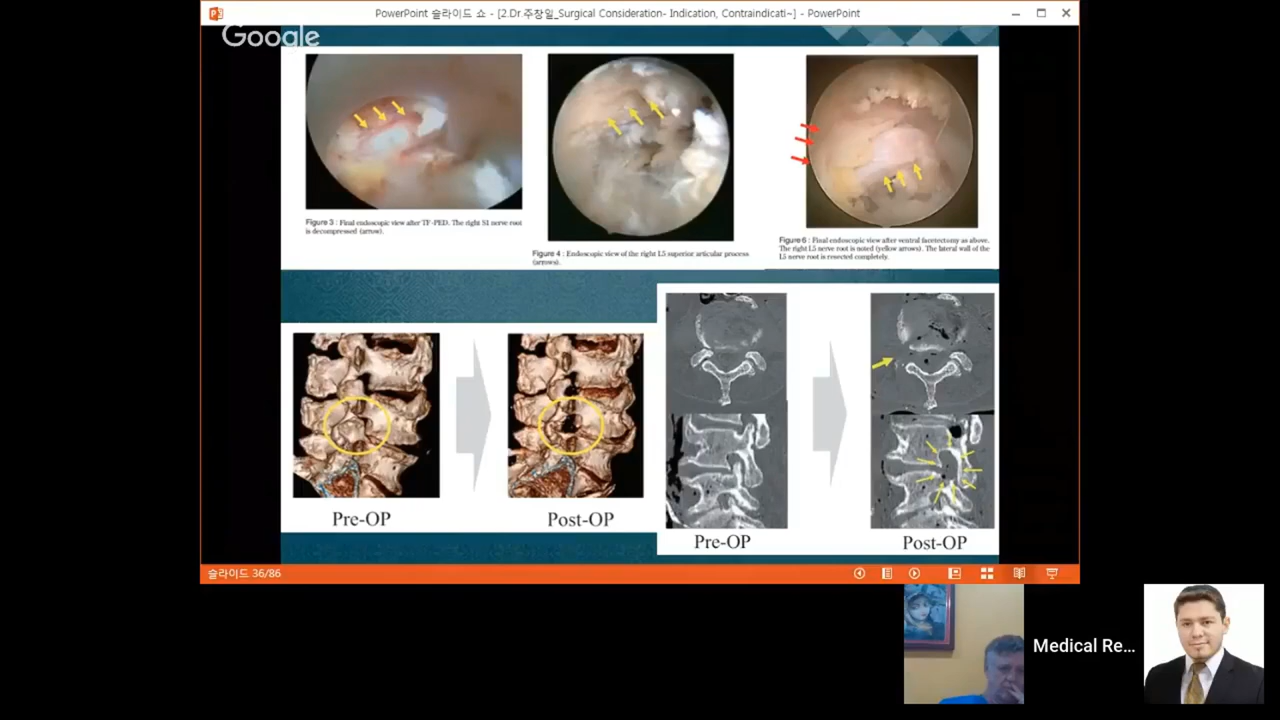 PowerPoint 슬라이드 쇼 - [2.Dr.주창일_Surgical Consideration- Indication, Contraindicati~] - PowerPoint
Google
Figure 3 : Final endoscopic view after TF-PED. The right S1 nerve root
is decompressed (arrow).
Figure 4 : Endoscopic view of the right L5 superior articular process
(arrows).
Figure 6 : Final endoscopic view after ventral facetectomy as above.
The right L5 nerve root is noted (yellow arrows). The lateral wall of the
L5 nerve root is resected completely.
Pre-OP
Post-OP
Pre-OP
Post-OP
슬라이드 36/86
Medical Re...